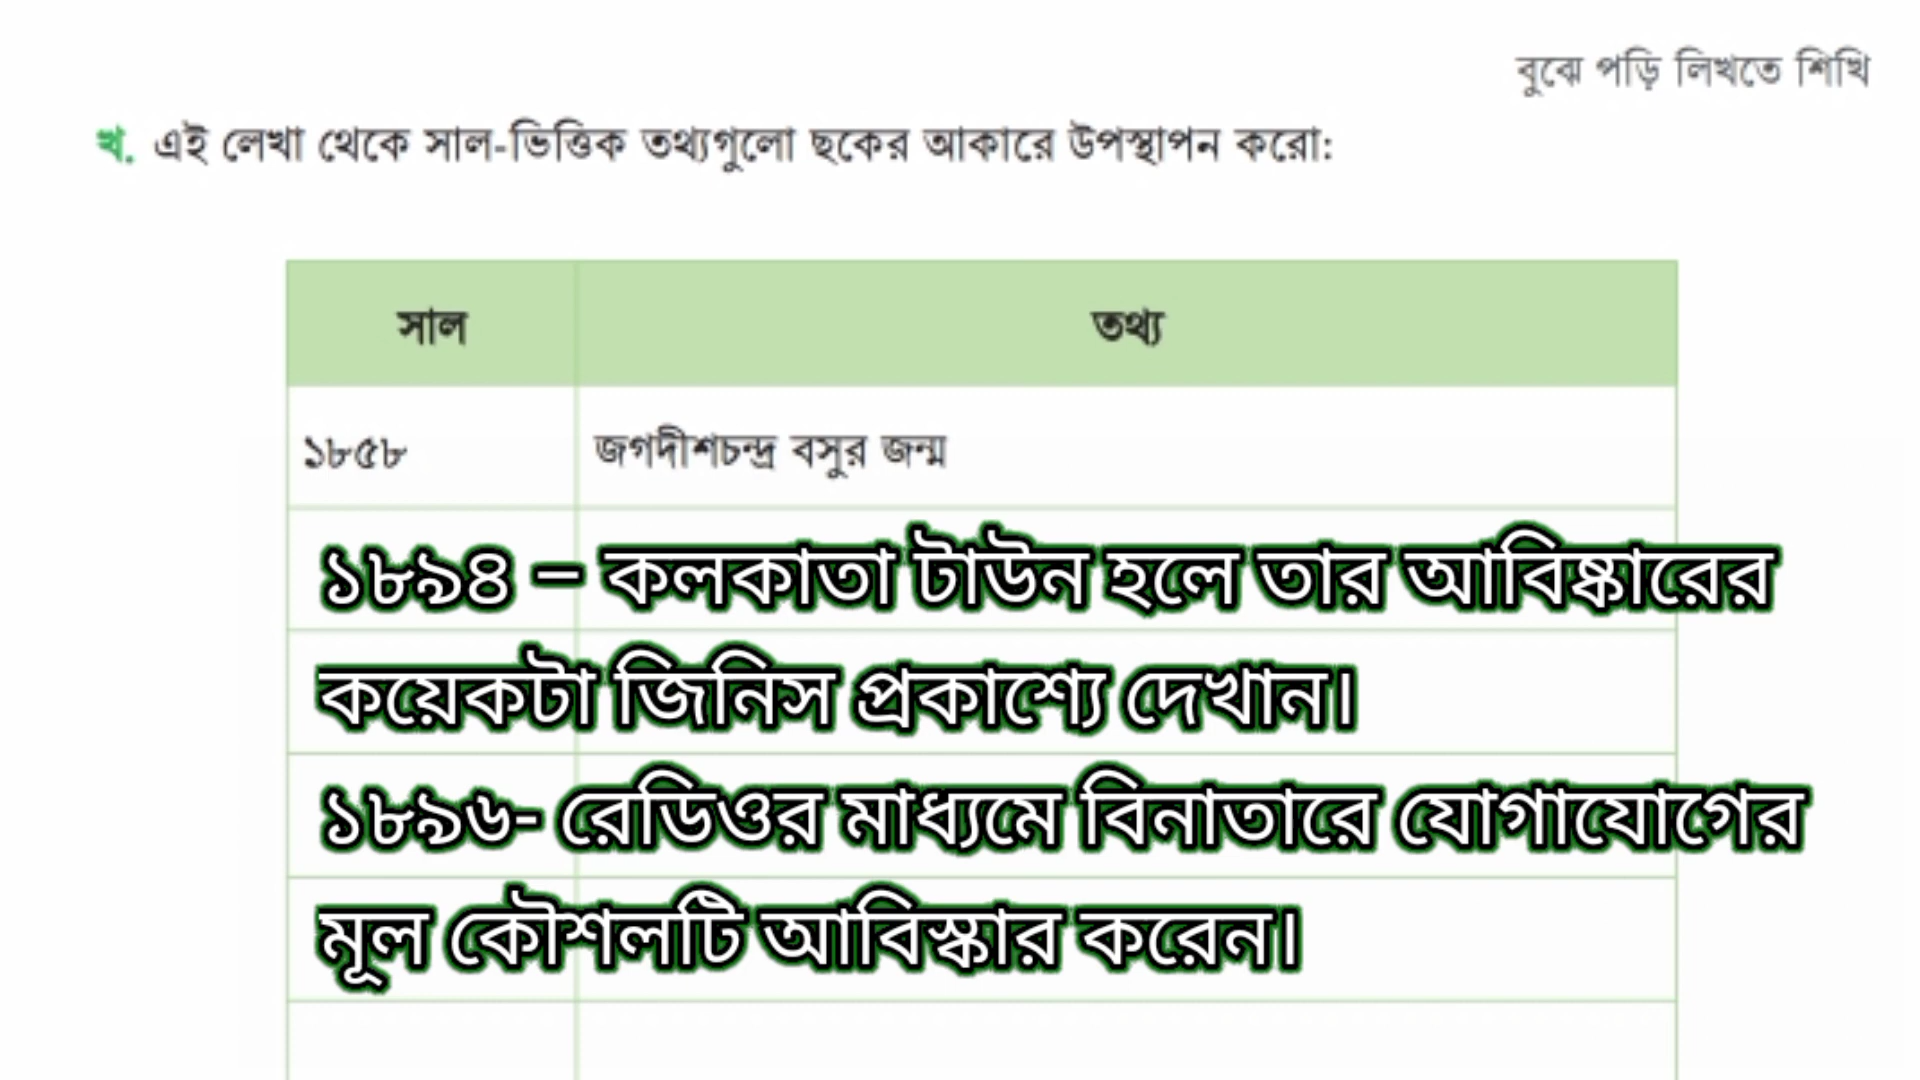 বুঝে পড়ি লিখতে শিখি
খ. এই লেখা থেকে সাল-ভিত্তিক তথ্যগুলো ছকের আকারে উপস্থাপন করো:
সাল তথ্য
১৮৫৮ জগদীশচন্দ্র বসুর জন্ম
১৮৯৪ – কলকাতা টাউন হলে তার আবিষ্কারের
কয়েকটা জিনিস প্রকাশ্যে দেখান।
১৮৯৬- রেডিওর মাধ্যমে বিনাতারে যোগাযোগের
মূল কৌশলটি আবিস্কার করেন।